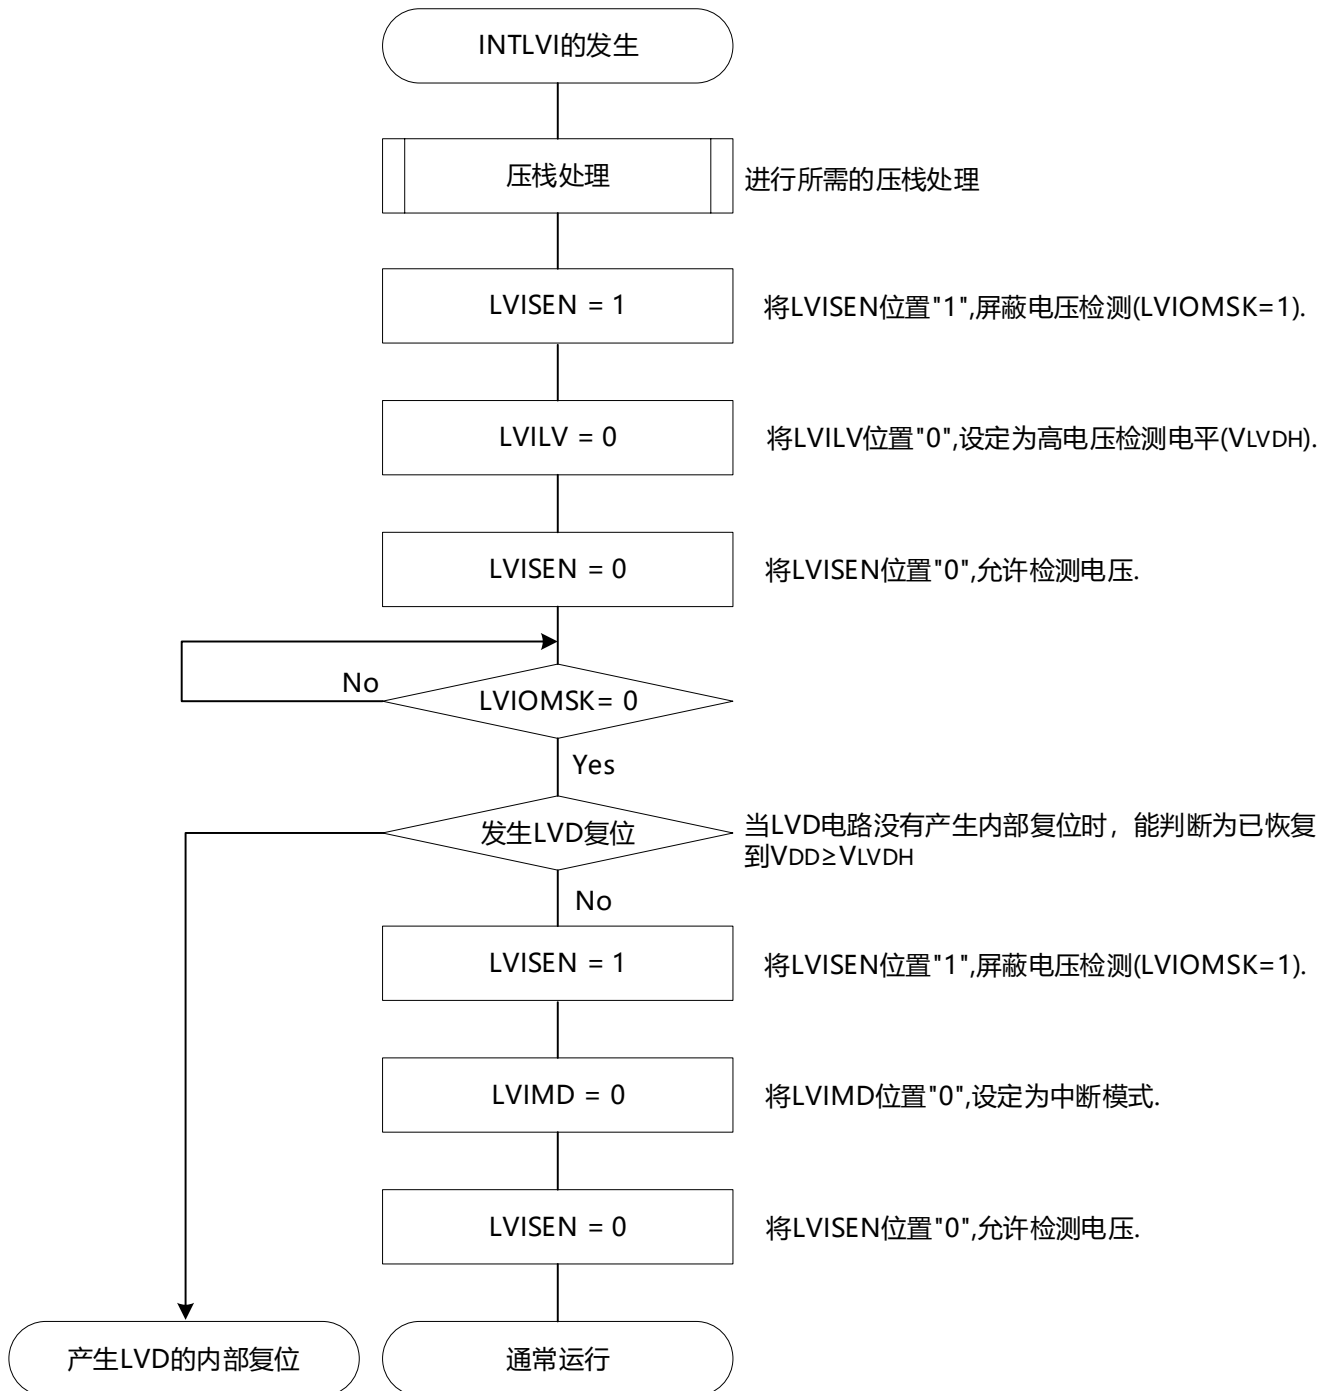 INTLVI的发生
压栈处理
进行所需的压栈处理
LVISEN = 1
将LVISEN位置"1",屏蔽电压检测(LVIOMSK=1).
LVILV = 0
将LVILV位置"0",设定为高电压检测电平(VLVDH).
LVISEN = 0
将LVISEN位置"0",允许检测电压.
No
LVIOMSK= 0
Yes
发生LVD复位
当LVD电路没有产生内部复位时，能判断为已恢复
到VDD≥VLVDH
No
LVISEN = 1
将LVISEN位置"1",屏蔽电压检测(LVIOMSK=1).
LVIMD = 0
将LVIMD位置"0",设定为中断模式.
LVISEN = 0
将LVISEN位置"0",允许检测电压.
产生LVD的内部复位
通常运行